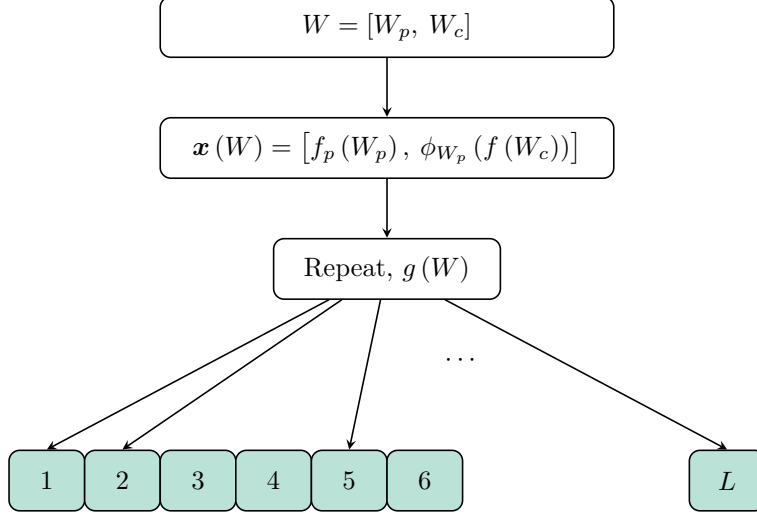 W = [W_p, W_c]
𝒙 (W) = [f_p (W_p) , ϕ_{W_p} (f (W_c))]
Repeat, g (W)
...
1 2 3 4 5 6 L